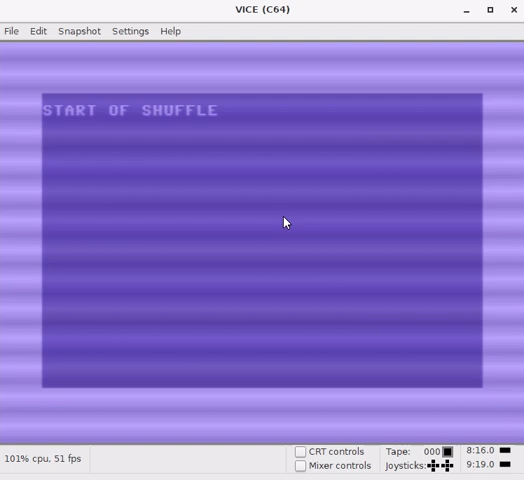 VICE (C64)
File Edit Snapshot Settings Help
START OF SHUFFLE
101% cpu, 51 fps
CRT controls
Mixer controls
Tape: 000
Joysticks:
8:16.0
9:19.0